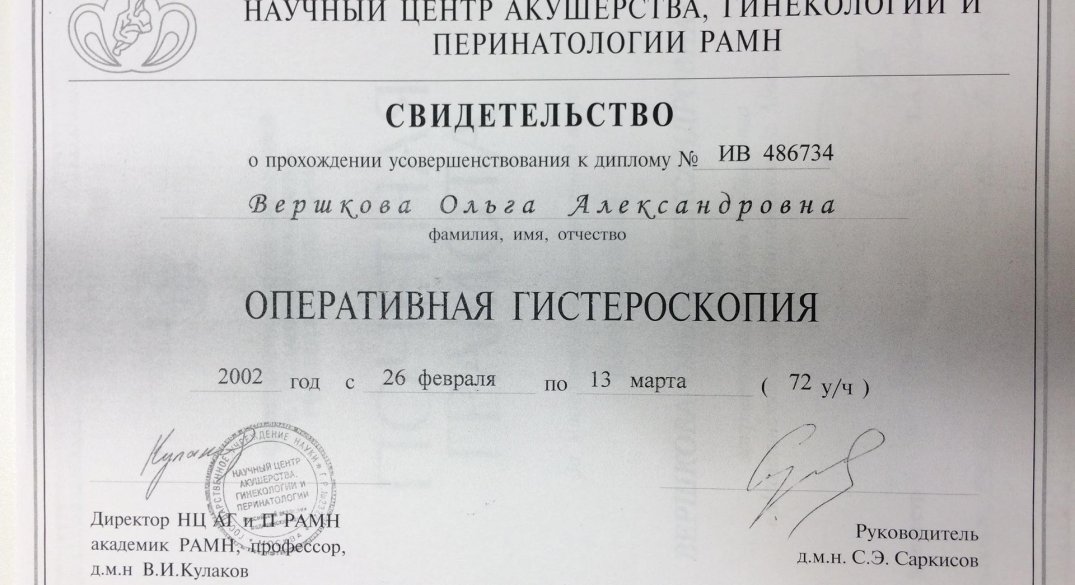 НАУЧНЫЙ ЦЕНТР АКУШЕРСТВА, ГИНЕКОЛОГИИ И
ПЕРИНАТОЛОГИИ РАМН
СВИДЕТЕЛЬСТВО
о прохождении усовершенствования к диплому № ИВ 486734
Вершкова Ольга Александровна
фамилия, имя, отчество
ОПЕРАТИВНАЯ ГИСТЕРОСКОПИЯ
2002 год с 26 февраля по 13 марта ( 72 у/ч )
НАУЧНЫЙ ЦЕНТР
АКУШЕРСТВА,
ГИНЕКОЛОГИИ И
ПЕРИНАТОЛОГИИ
Директор НЦ АГ и П РАМН
академик РАМН, профессор,
д.м.н В.И.Кулаков
Руководитель
д.м.н. С.Э. Саркисов